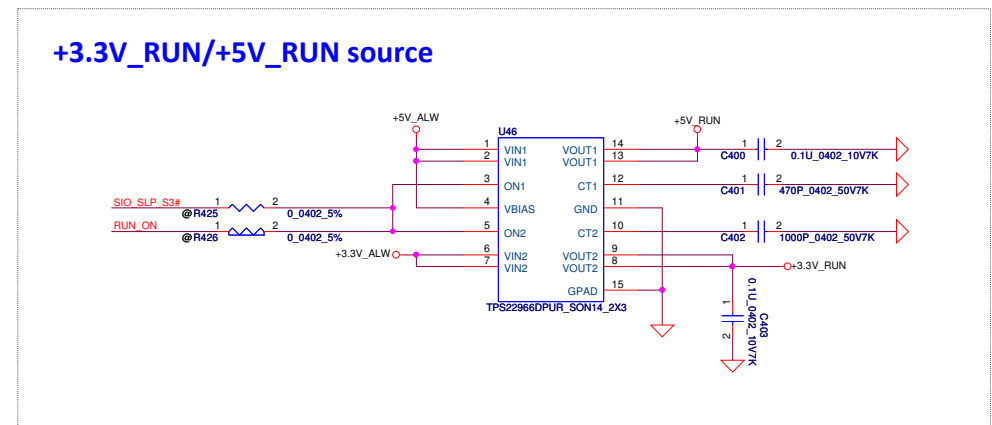 +3.3V_RUN/+5V_RUN source
+5V_ALW
+5V_RUN
U46
1 VIN1 VOUT1 14
2 VIN1 VOUT1 13
1 2
C400 0.1U_0402_10V7K
3 ON1 CT1 12
1 2
C401 470P_0402_50V7K
SIO_SLP_S3# 1 2
@R425 0_0402_5%
4 VBIAS GND 11
RUN_ON 1 2
@R426 0_0402_5%
5 ON2 CT2 10
1 2
C402 1000P_0402_50V7K
+3.3V_ALW
6 VIN2 VOUT2 9
7 VIN2 VOUT2 8
+3.3V_RUN
GPAD 15
TPS22966DPUR_SON14_2X3
1
2
C403
0.1U_0402_10V7K